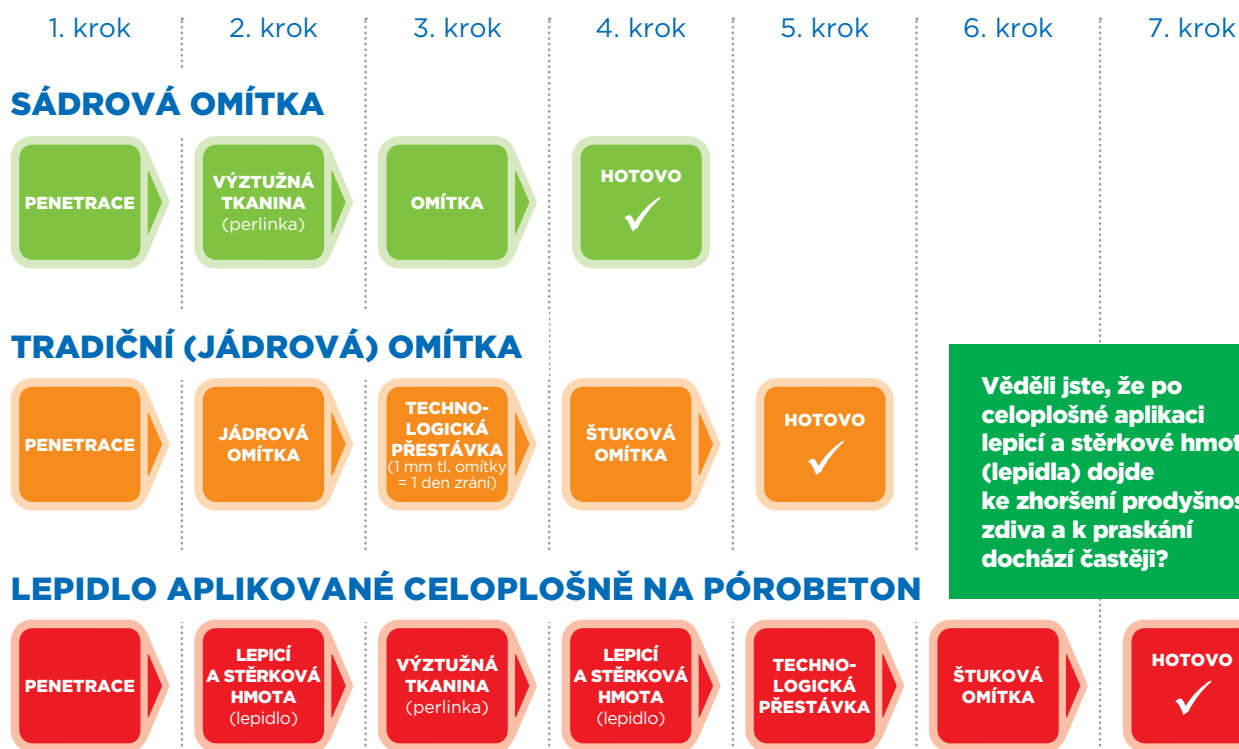 1. krok
2. krok
3. krok
4. krok
5. krok
6. krok
7. krok
SÁDROVÁ OMÍTKA
PENETRACE
VÝZTUŽNÁ
TKANINA
(perlinka)
OMÍTKA
HOTOVO
TRADIČNÍ (JÁDROVÁ) OMÍTKA
PENETRACE
JÁDROVÁ
OMÍTKA
TECHNO-
LOGICKÁ
PŘESTÁVKA
(1 mm tl. omítky
= 1 den zrání)
ŠTUKOVÁ
OMÍTKA
HOTOVO
Věděli jste, že po
celoplošné aplikaci
lepicí a stěrkové
(lepidla) dojde
ke zhoršení
zdiva a k praskání
dochází častěji?
LEPIDLO APLIKOVANÉ CELOPLOŠNĚ NA PÓROBETON
PENETRACE
LEPICÍ
A STĚRKOVÁ
HMOTA
(lepidlo)
VÝZTUŽNÁ
TKANINA
(perlinka)
LEPICÍ
A STĚRKOVÁ
HMOTA
(lepidlo)
TECHNO-
LOGICKÁ
PŘESTÁVKA
ŠTUKOVÁ
OMÍTKA
HOTOVO